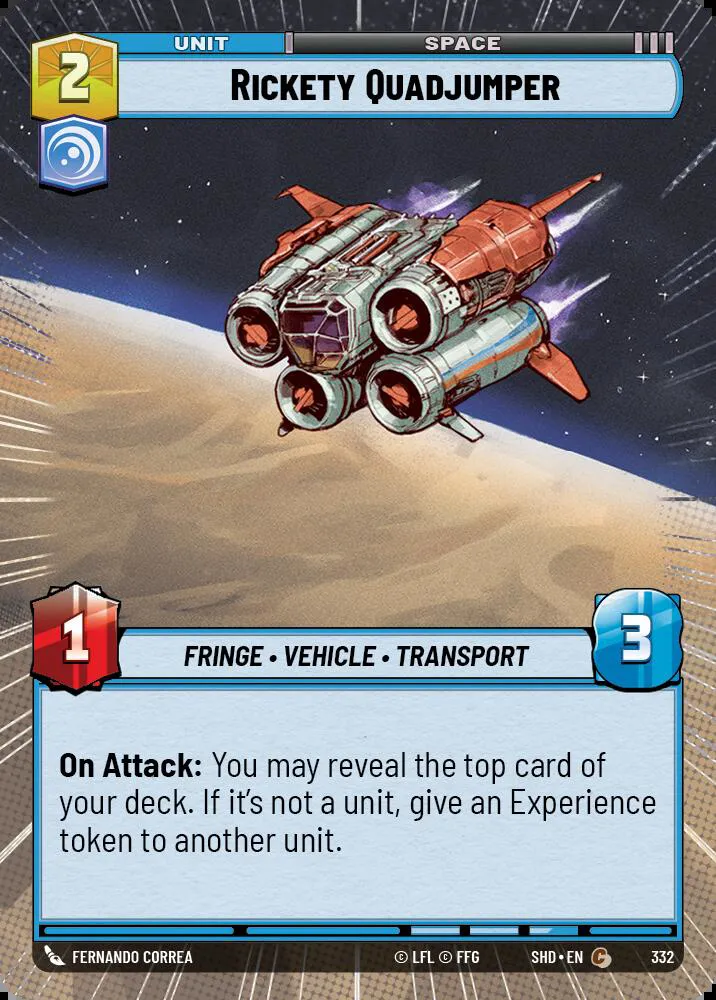 UNIT
SPACE
2
RICKETY QUADJUMPER
1
FRINGE • VEHICLE • TRANSPORT
3
On Attack: You may reveal the top card of
your deck. If it's not a unit, give an Experience
token to another unit.
FERNANDO CORREA
© LFL © FFG
SHD • EN
C
332